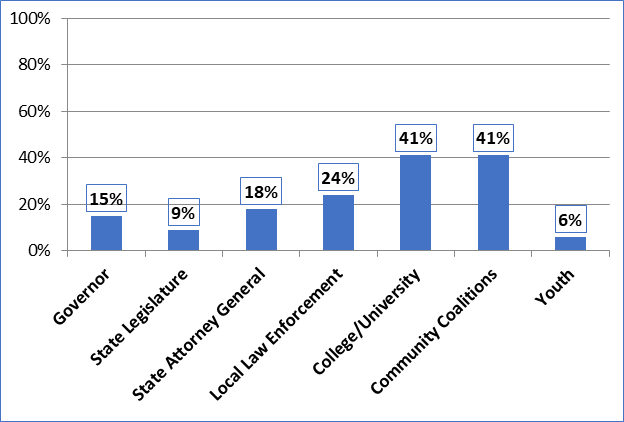 100%
80%
60%
40%
20%
0%
15%
9%
18%
24%
41%
41%
6%
Governor
State Legislature
State Attorney General
Local Law Enforcement
College/University
Community Coalitions
Youth